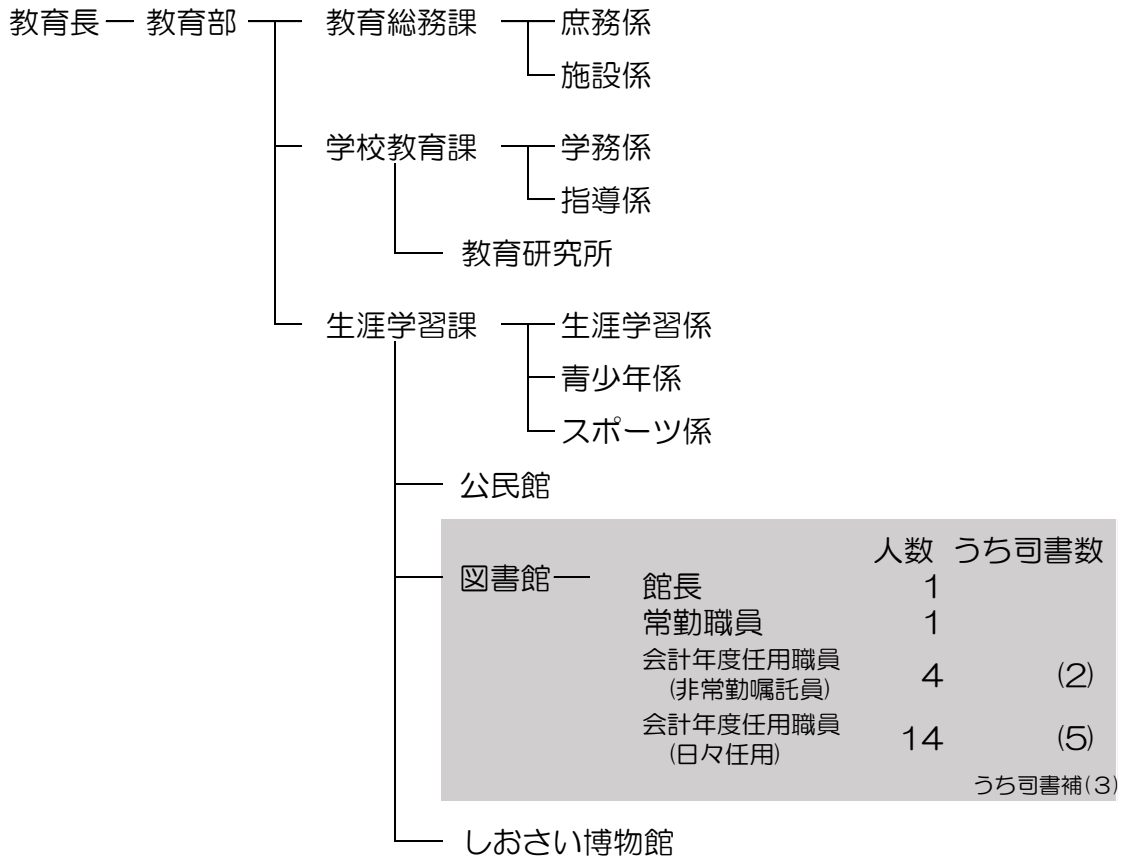 教育長 教育部 教育総務課 庶務係
施設係
学校教育課 学務係
指導係
教育研究所
生涯学習課 生涯学習係
青少年係
スポーツ係
公民館
人数 うち司書数
図書館 館長 1
常勤職員 1
会計年度任用職員
(非常勤嘱託員) 4 (2)
会計年度任用職員
(日々任用) 14 (5)
うち司書補(3)
しおさい博物館